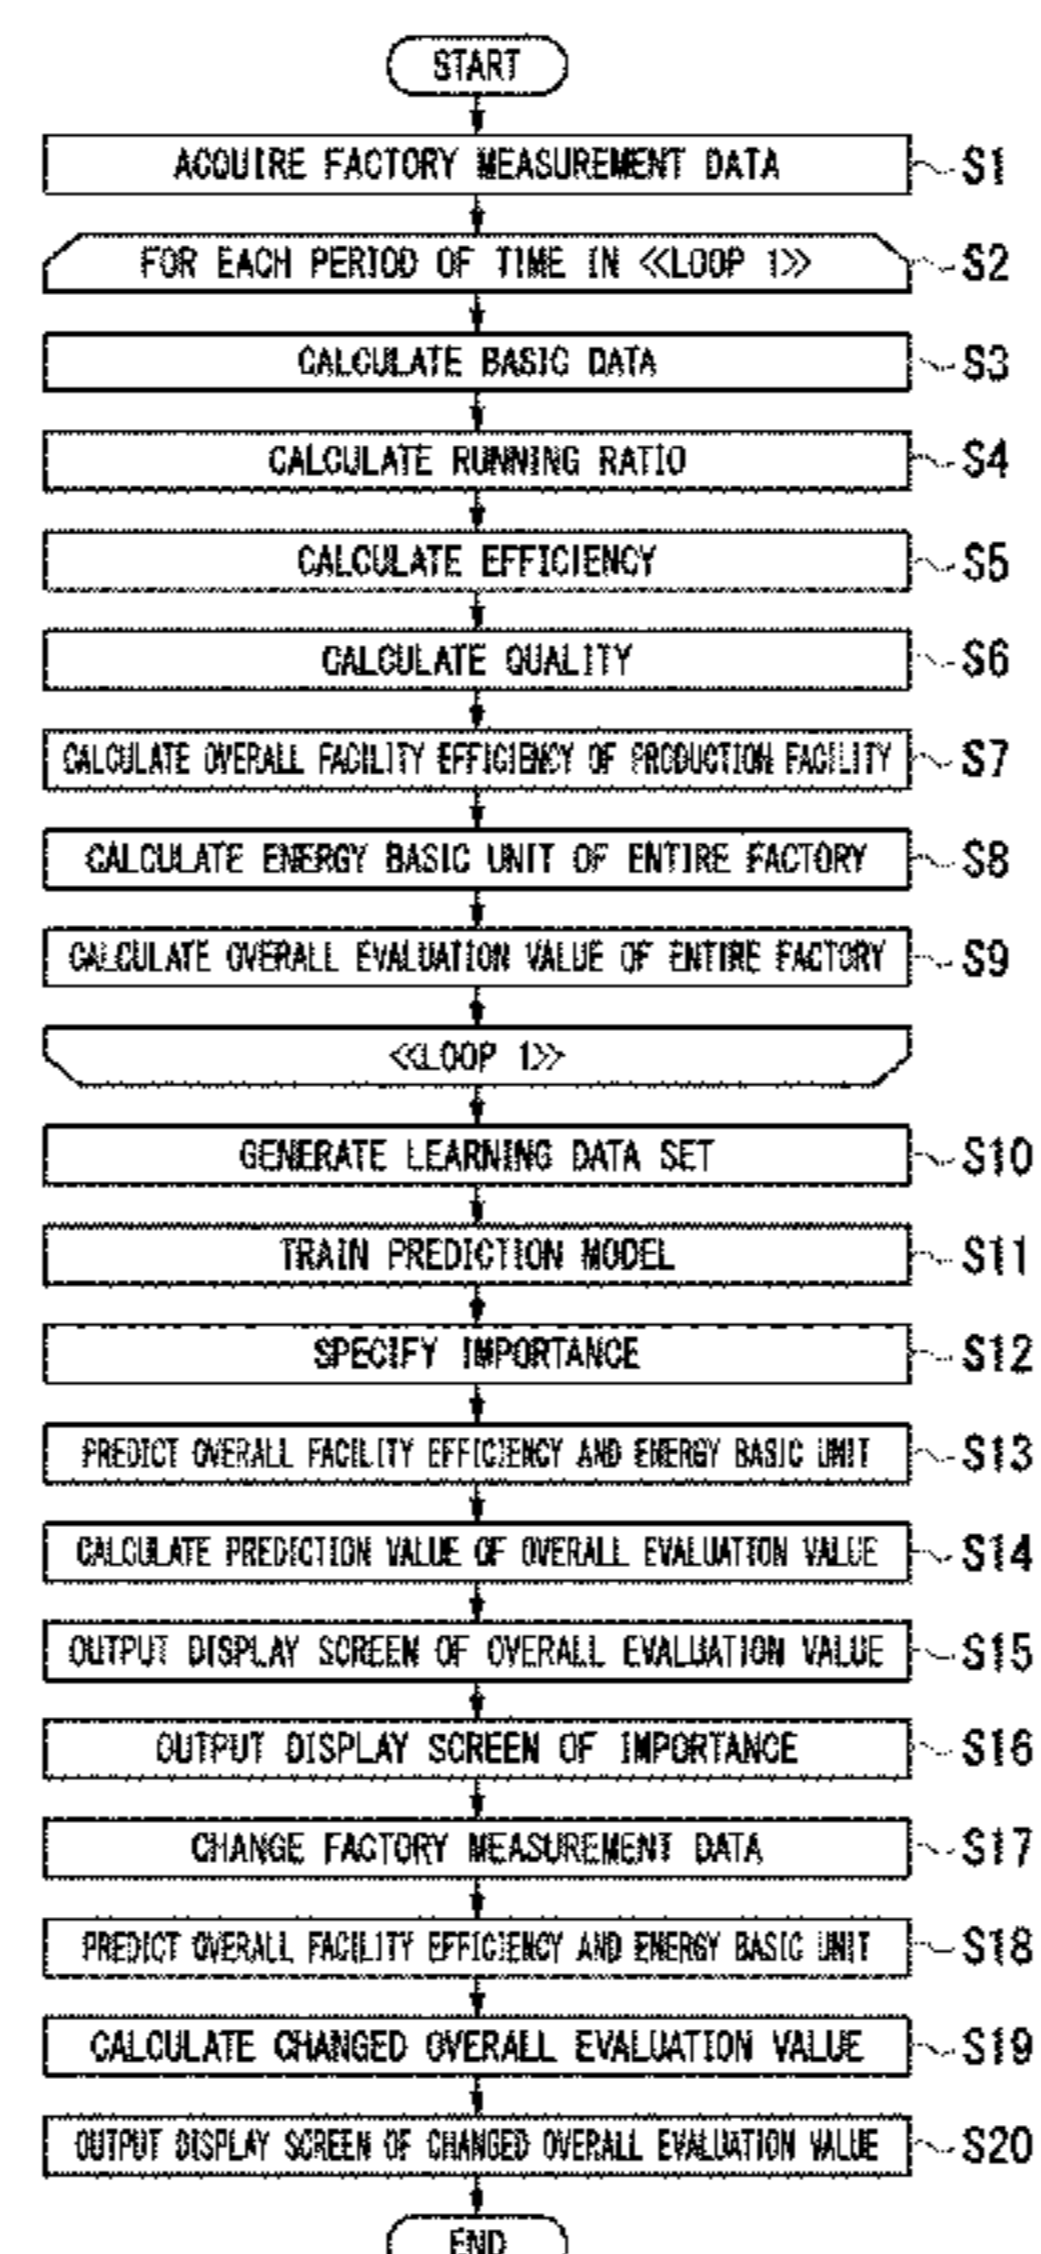 START
ACQUIRE FACTORY MEASUREMENT DATA S1
FOR EACH PERIOD OF TIME IN ≪LOOP 1≫ S2
CALCULATE BASIC DATA S3
CALCULATE RUNNING RATIO S4
CALCULATE EFFICIENCY S5
CALCULATE QUALITY S6
CALCULATE OVERALL FACILITY EFFICIENCY OF PRODUCTION FACILITY S7
CALCULATE ENERGY BASIC UNIT OF ENTIRE FACTORY S8
CALCULATE OVERALL EVALUATION VALUE OF ENTIRE FACTORY S9
≪LOOP 1≫
GENERATE LEARNING DATA SET S10
TRAIN PREDICTION MODEL S11
SPECIFY IMPORTANCE S12
PREDICT OVERALL FACILITY EFFICIENCY AND ENERGY BASIC UNIT S13
CALCULATE PREDICTION VALUE OF OVERALL EVALUATION VALUE S14
OUTPUT DISPLAY SCREEN OF OVERALL EVALUATION VALUE S15
OUTPUT DISPLAY SCREEN OF IMPORTANCE S16
CHANGE FACTORY MEASUREMENT DATA S17
PREDICT OVERALL FACILITY EFFICIENCY AND ENERGY BASIC UNIT S18
CALCULATE CHANGED OVERALL EVALUATION VALUE S19
OUTPUT DISPLAY SCREEN OF CHANGED OVERALL EVALUATION VALUE S20
END